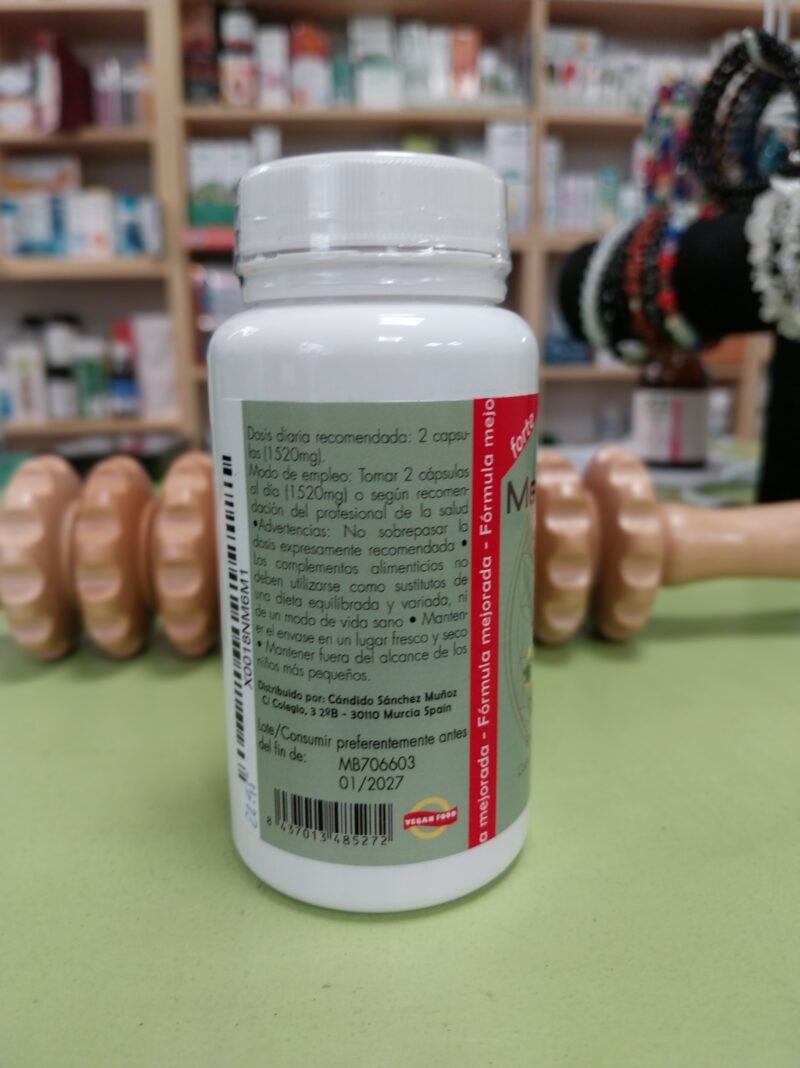 Dosis diaria recomendada: 2 capsu-
las (1520mg).
Modo de empleo: Tomar 2 cápsulas
al día (1520mg) o según recomen-
dación del profesional de la salud
•Advertencias: No sobrepasar la
dosis expresamente recomendada •
Los complementos alimenticios no
deben utilizarse como sustitutos de
una dieta equilibrada y variada, ni
de un modo de vida sano • Manten-
er el envase en un lugar fresco y seco
• Mantener fuera del alcance de los
niños más pequeños.
Distribuido por: Cándido Sánchez Muñoz
C/ Colegio, 3 2ºB - 30110 Murcia Spain
Lote/Consumir preferentemente antes
del fin de:
MB706603
01/2027
8 437013 485272
VEGAN FOOD
X0018NM6M1
a mejorada - Fórmula mejorada - Fórmula mejo
forte
Ma